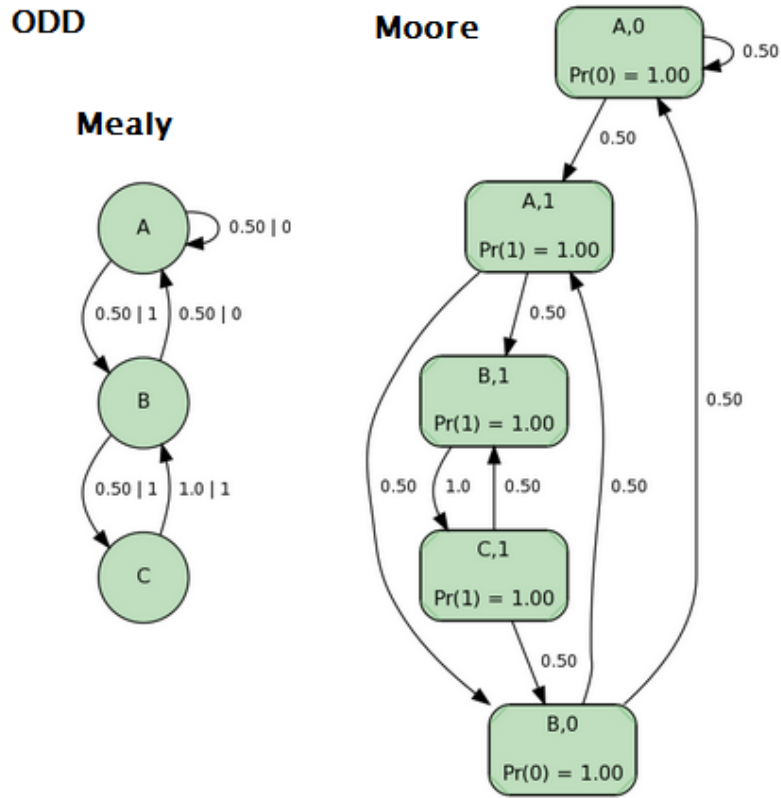 ODD
Mealy
A
0.50 | 0
0.50 | 1
0.50 | 0
B
0.50 | 1
1.0 | 1
C
Moore
A,0
Pr(0) = 1.00
0.50
0.50
A,1
Pr(1) = 1.00
0.50
B,1
Pr(1) = 1.00
0.50
0.50
1.0
0.50
0.50
C,1
Pr(1) = 1.00
0.50
B,0
Pr(0) = 1.00